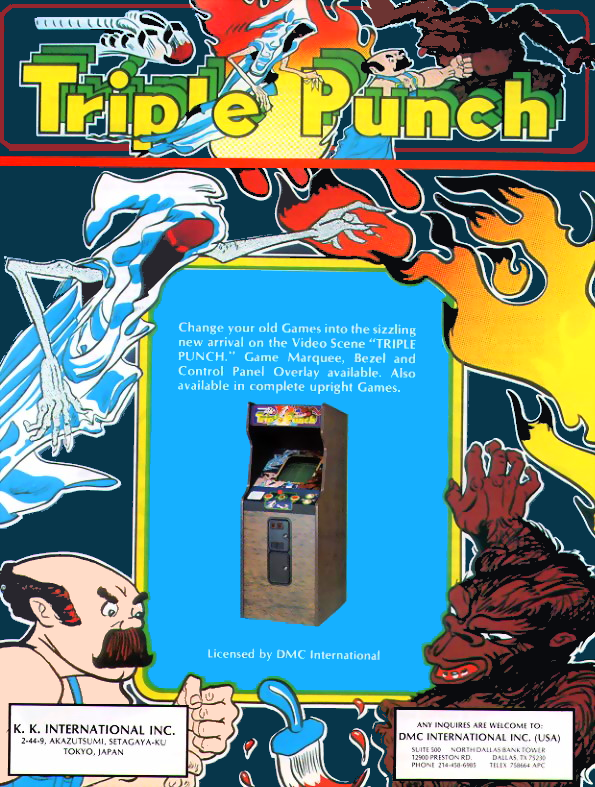 Triple Punch
Change your old Games into the sizzling
new arrival on the Video Scene "TRIPLE
PUNCH." Game Marquee, Bezel and
Control Panel Overlay available. Also
available in complete upright Games.
Triple Punch
Licensed by DMC International
K. K. INTERNATIONAL INC.
2-44-9, AKAZUTSUMI, SETAGAYA-KU
TOKYO, JAPAN
ANY INQUIRES ARE WELCOME TO:
DMC INTERNATIONAL INC. (USA)
SUITE 500 NORTH DALLAS BANK TOWER
12900 PRESTON RD. DALLAS, TX 75230
PHONE 214-458-6985 TELEX 758664 APC